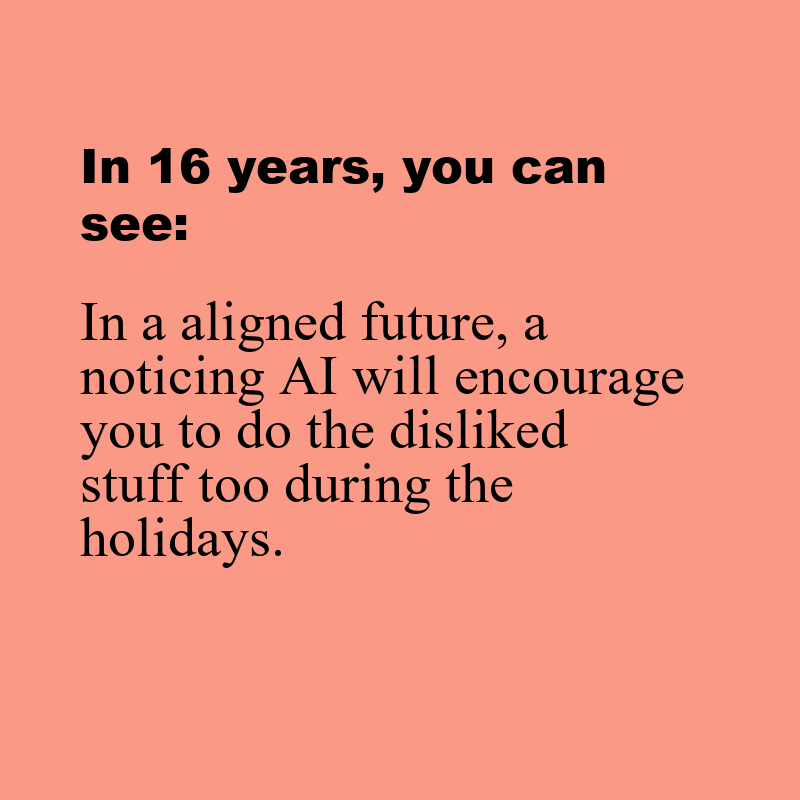 In 16 years, you can
see:
In a aligned future, a
noticing AI will encourage
you to do the disliked
stuff too during the
holidays.